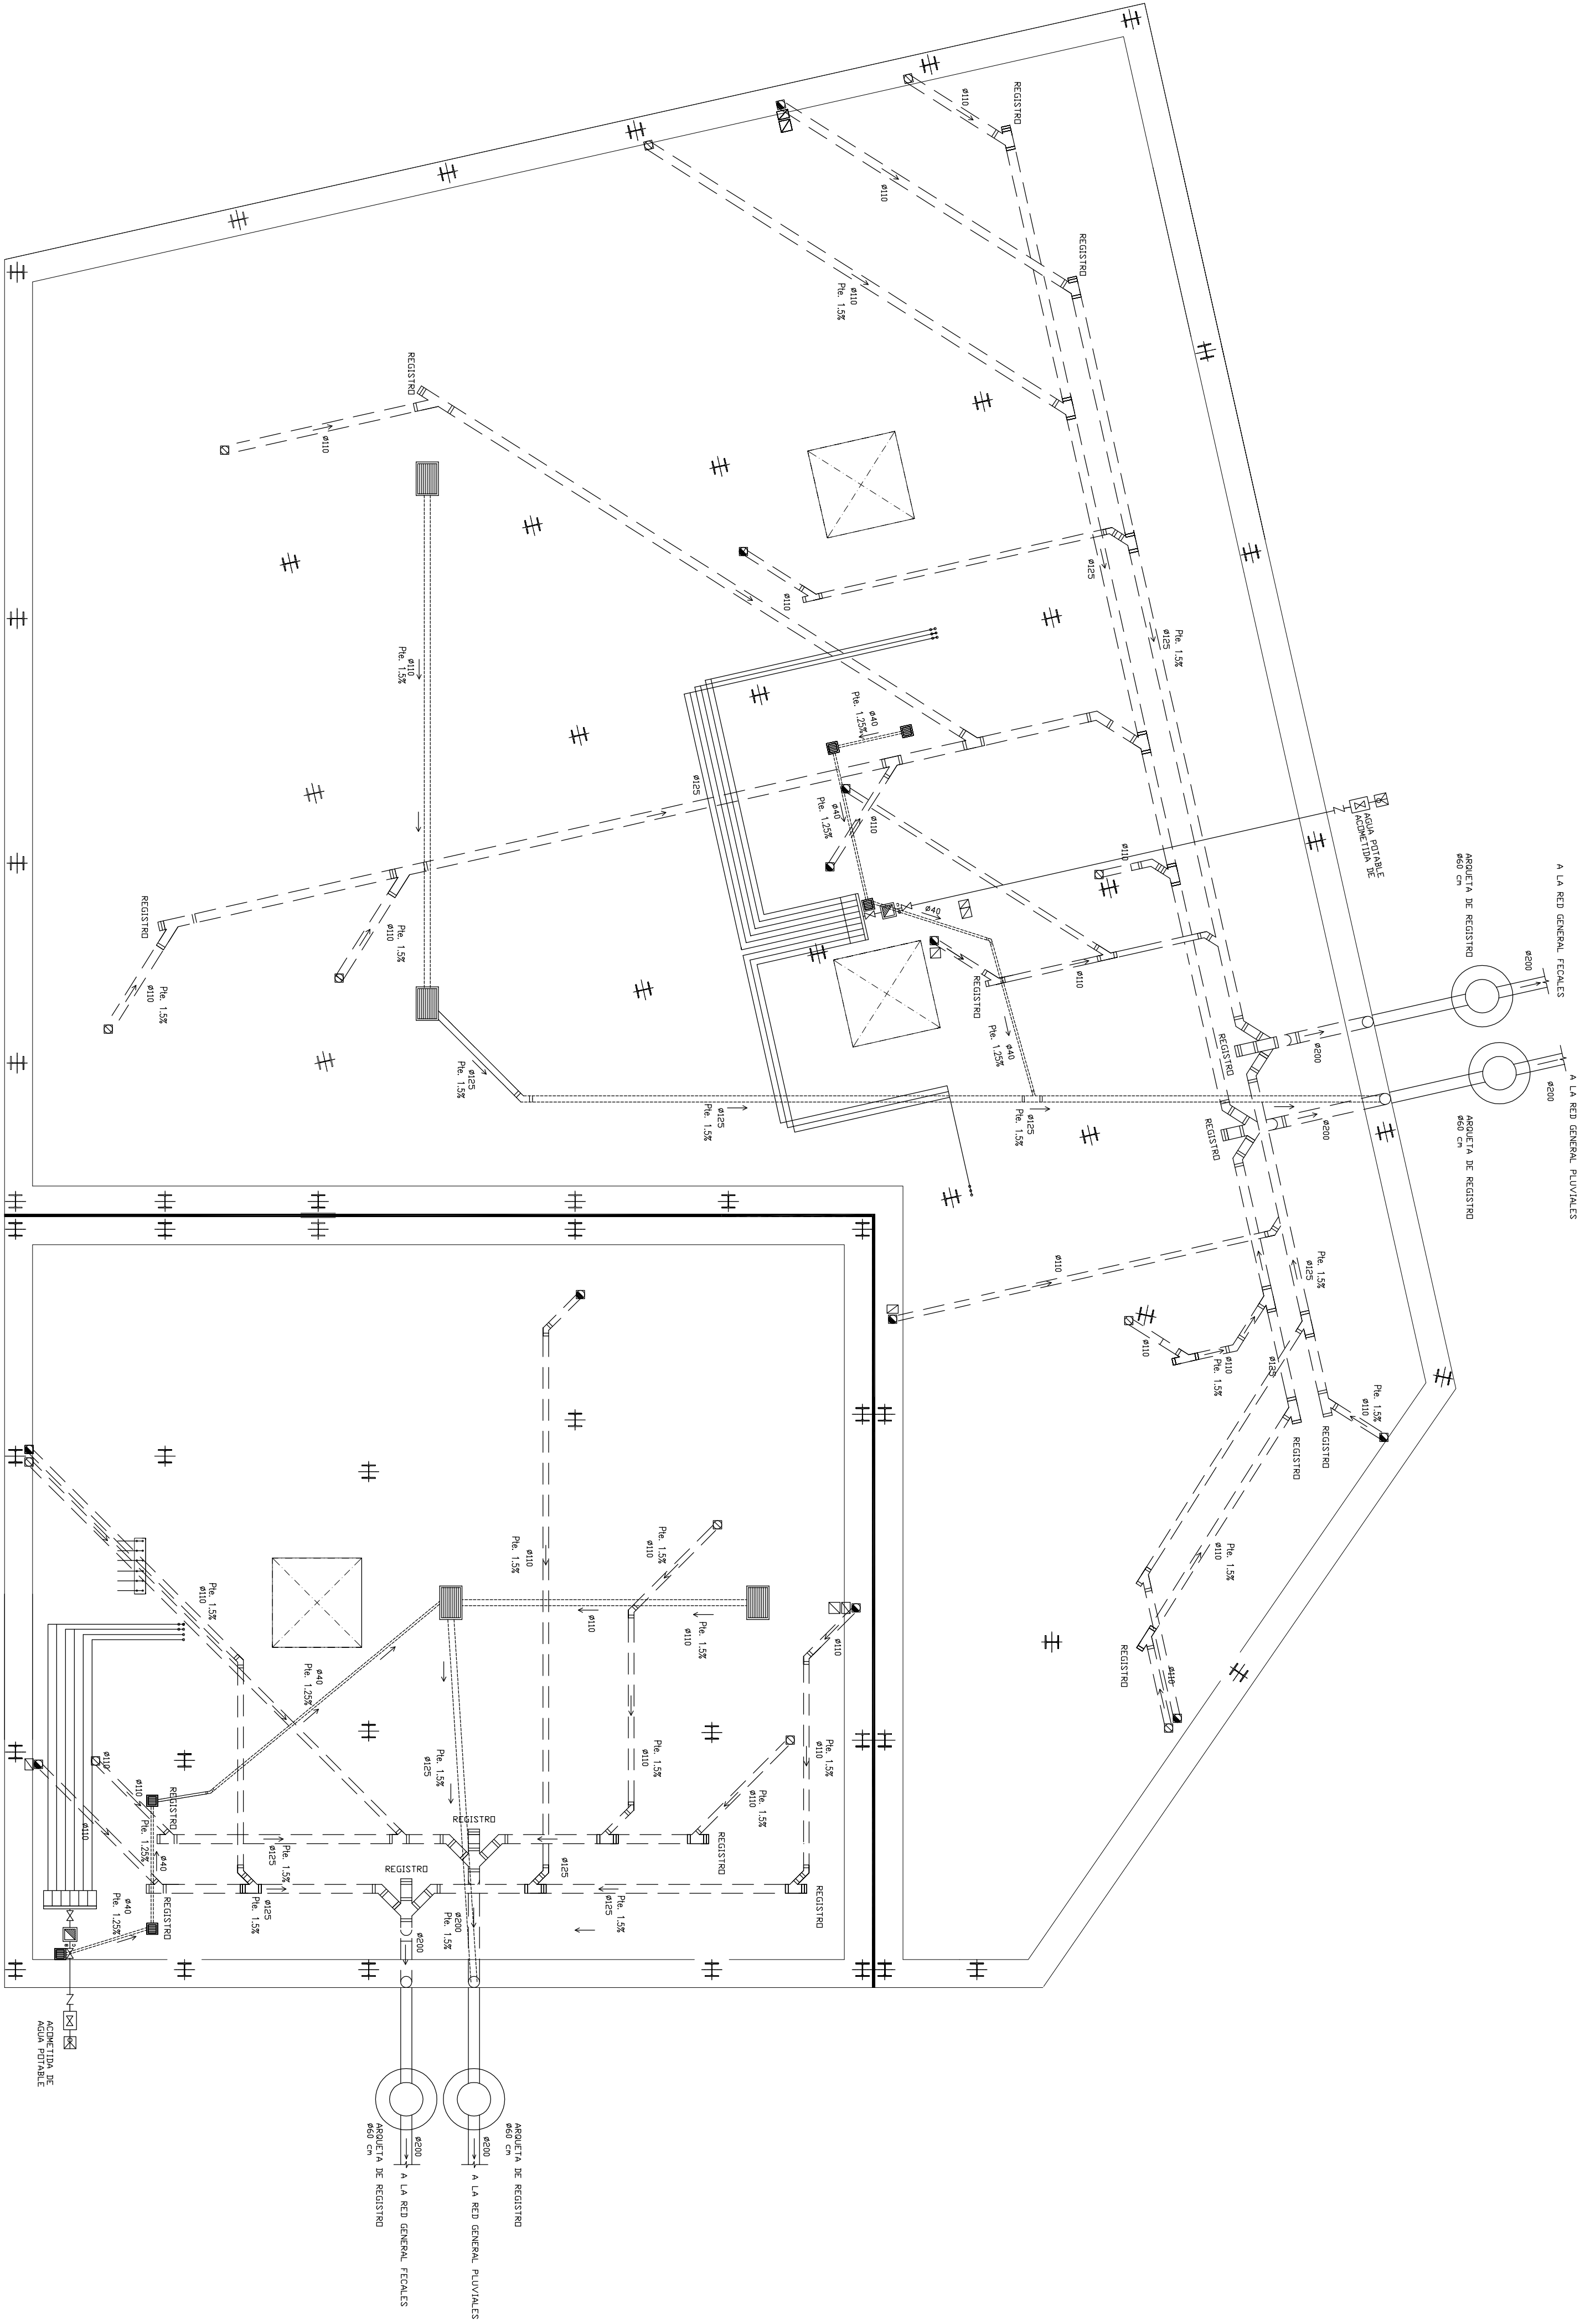 REGISTRO
ø110
REGISTRO
ø110
ø110
Pte. 1.5%
REGISTRO
ø110
ø125
ø110
Pte. 1.5%
ø125
ø110
Pte. 1.5%
ø40
Pte. 1.25%
ø125
ø40
Pte. 1.25%
ø110
ACOMETIDA DE
AGUA POTABLE
ø110
ARQUETA DE REGISTRO
ø60 cm
A LA RED GENERAL FECALES
ø200
REGISTRO
Pte. 1.5%
ø110
ø40
ø110
REGISTRO
Pte. 1.5%
ø110
ø40
Pte. 1.25%
REGISTRO
ø200
ø200
A LA RED GENERAL PLUVIALES
ARQUETA DE REGISTRO
ø60 cm
ø125
Pte. 1.5%
ø125
Pte. 1.5%
ø125
Pte. 1.5%
REGISTRO
ø200
ø110
Pte. 1.5%
ø125
ø110
ø110
Pte. 1.5%
ø125
Pte. 1.5%
ø110
REGISTRO
REGISTRO
Pte. 1.5%
ø110
REGISTRO
ø110
ø110
Pte. 1.5%
Pte. 1.5%
ø110
Pte. 1.5%
ø110
ø110
Pte. 1.5%
ø110
ø110
ø40
Pte. 1.25%
ø110
ø110
REGISTRO
Pte. 1.5%
ø125
Pte. 1.5%
ø110
Pte. 1.5%
ø110
Pte. 1.5%
ø110
REGISTRO
REGISTRO
ø110
Pte. 1.25%
ø40
Pte. 1.5%
ø125
REGISTRO
ø125
REGISTRO
ø40
Pte. 1.25%
ø125
Pte. 1.5%
ø200
Pte. 1.5%
ø200
Pte. 1.5%
ø125
REGISTRO
ACOMETIDA DE
AGUA POTABLE
ARQUETA DE REGISTRO
ø60 cm
ø200
A LA RED GENERAL FECALES
ø200
A LA RED GENERAL PLUVIALES
ARQUETA DE REGISTRO
ø60 cm